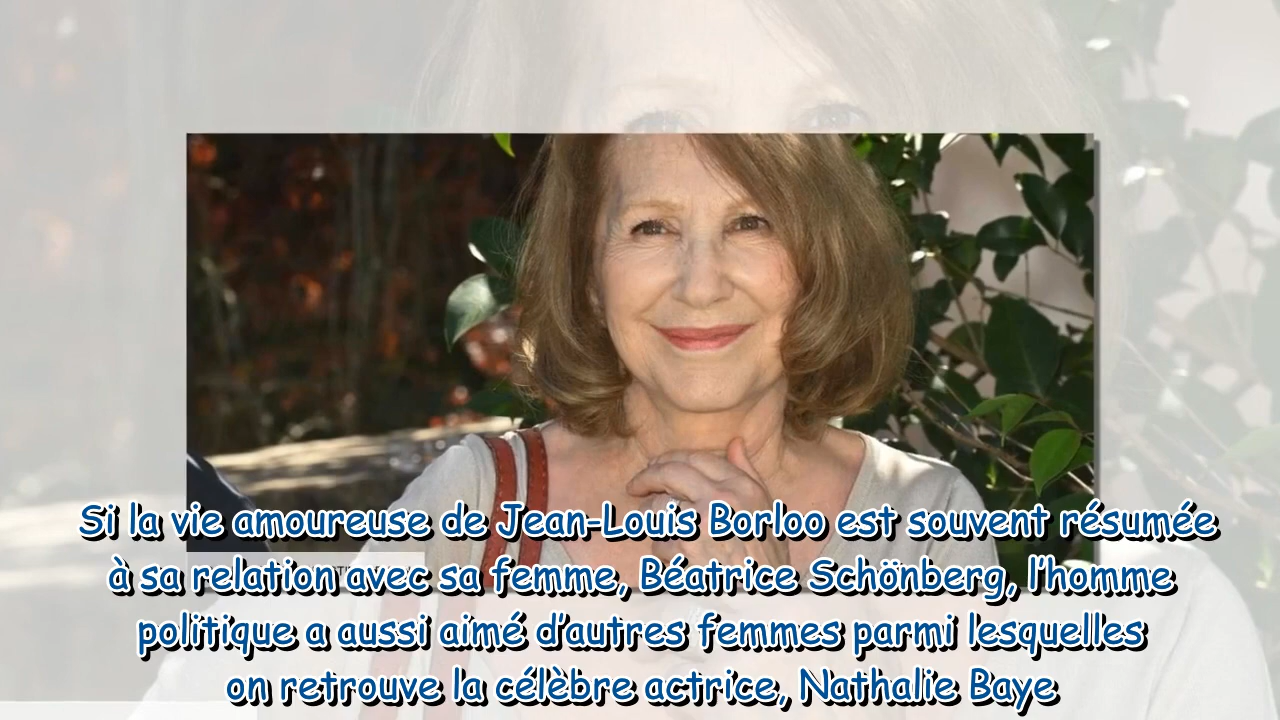 Si la vie amoureuse de Jean-Louis Borloo est souvent résumée
à sa relation avec sa femme, Béatrice Schönberg, l'homme
politique a aussi aimé d'autres femmes parmi lesquelles
on retrouve la célèbre actrice, Nathalie Baye